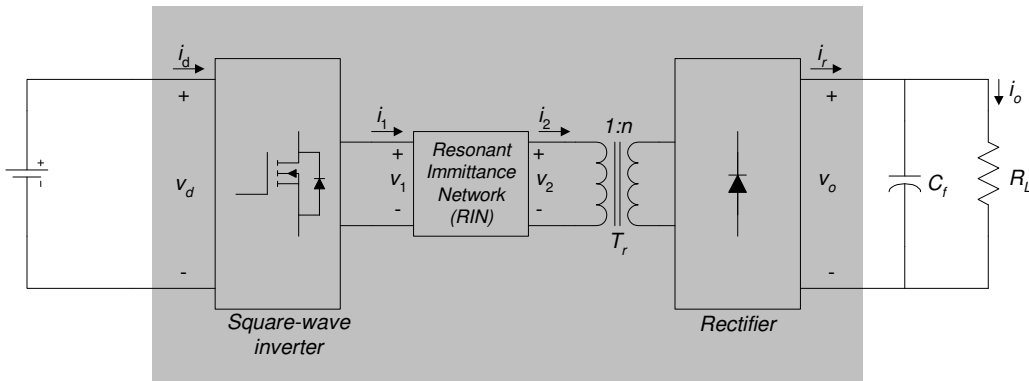 i_d
+
v_d
-
+
-
Square-wave
inverter
i_1
+
v_1
-
Resonant
Immittance
Network
(RIN)
i_2
+
v_2
-
1:n
T_r
Rectifier
i_r
+
v_o
-
C_f
i_o
R_L